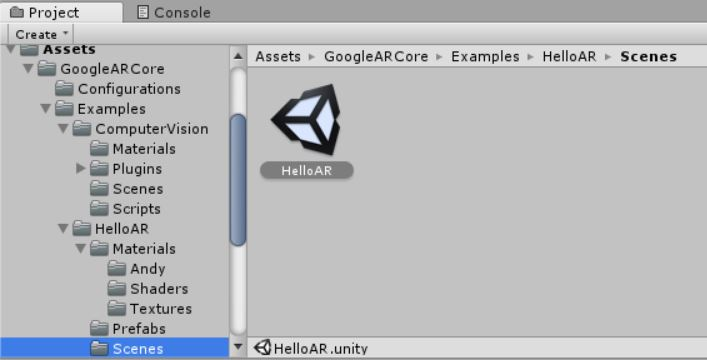 Project
Console
Create
Assets
GoogleARCore
Configurations
Examples
ComputerVision
Materials
Plugins
Scenes
Scripts
HelloAR
Materials
Andy
Shaders
Textures
Prefabs
Scenes
Assets GoogleARCore Examples HelloAR Scenes
HelloAR
HelloAR.unity